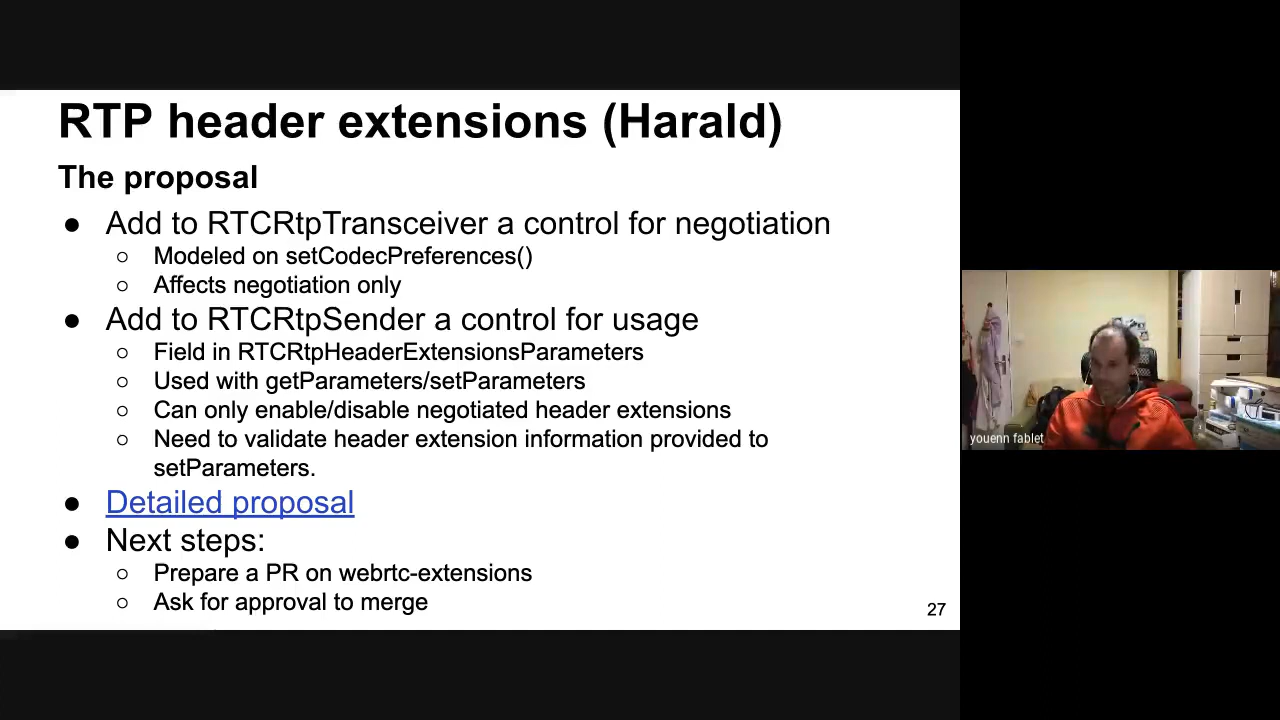 RTP header extensions (Harald)
The proposal
● Add to RTCRtpTransceiver a control for negotiation
○ Modeled on setCodecPreferences()
○ Affects negotiation only
● Add to RTCRtpSender a control for usage
○ Field in RTCRtpHeaderExtensionsParameters
○ Used with getParameters/setParameters
○ Can only enable/disable negotiated header extensions
○ Need to validate header extension information provided to
setParameters.
● Detailed proposal
● Next steps:
○ Prepare a PR on webrtc-extensions
○ Ask for approval to merge
27
youenn fablet